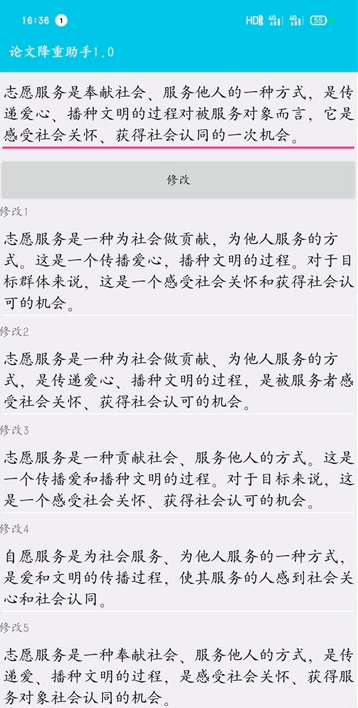 16:36 1 HD 4G 4G 55
论文降重助手1.0
志愿服务是奉献社会、服务他人的一种方式，是传
递爱心、播种文明的过程对被服务对象而言，它是
感受社会关怀、获得社会认同的一次机会。
修改
修改1
志愿服务是一种为社会做贡献，为他人服务的方
式。这是一个传播爱心，播种文明的过程。对于目
标群体来说，这是一个感受社会关怀和获得社会认
可的机会。
修改2
志愿服务是一种为社会做贡献、为他人服务的方
式，是传递爱心、播种文明的过程，是被服务者感
受社会关怀、获得社会认可的机会。
修改3
志愿服务是一种贡献社会、服务他人的方式。这是
一个传播爱和播种文明的过程。对于目标来说，这
是一个感受社会关怀、获得社会认可的机会。
修改4
自愿服务是为社会服务、为他人服务的一种方式，
是爱和文明的传播过程，使其服务的人感到社会关
心和社会认同。
修改5
志愿服务是一种奉献社会、服务他人的方式，是传
递爱、播种文明的过程，是感受社会关怀、获得服
务对象社会认同的机会。